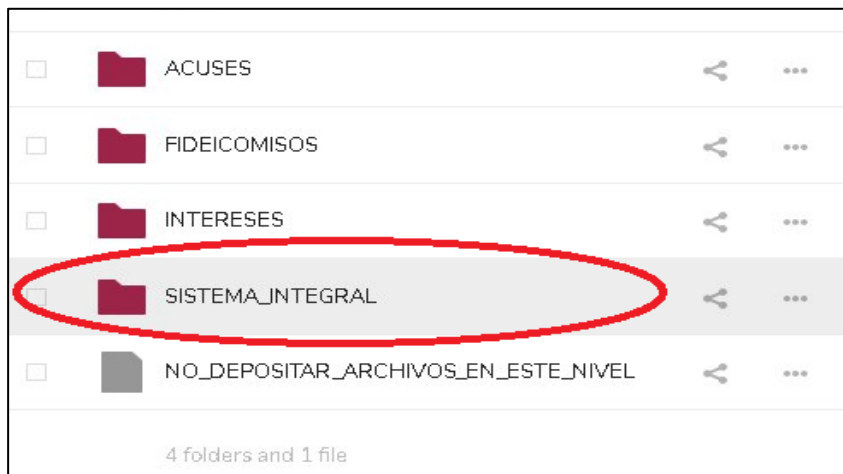 ACUSES
FIDEICOMISOS
INTERESES
SISTEMA_INTEGRAL
NO_DEPOSITAR_ARCHIVOS_EN_ESTE_NIVEL
4 folders and 1 file